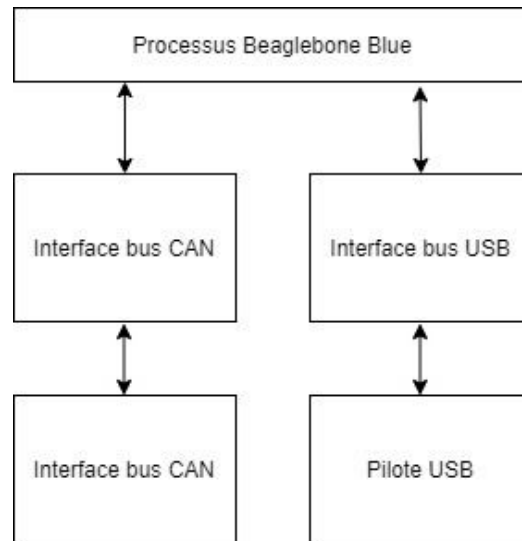 Processus Beaglebone Blue
Interface bus CAN
Interface bus USB
Interface bus CAN
Pilote USB